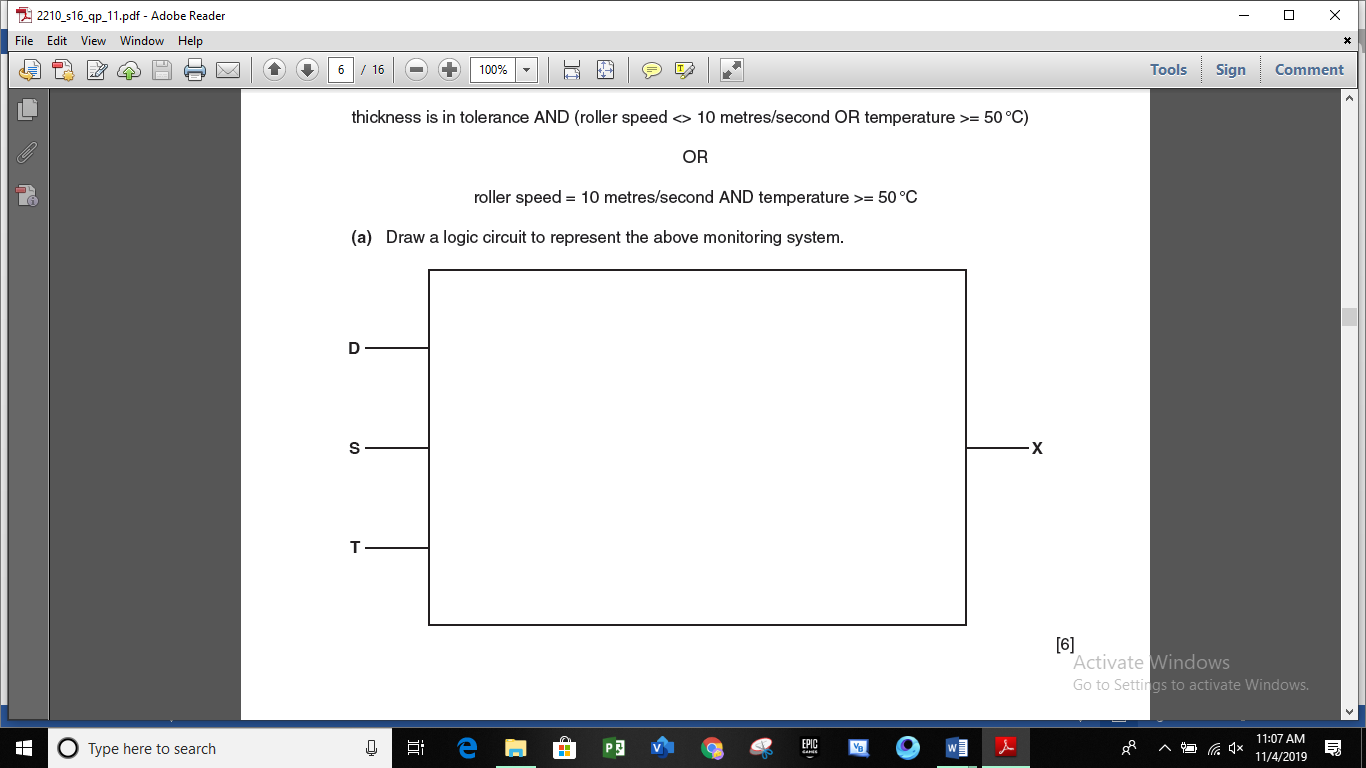 2210_s16_qp_11.pdf - Adobe Reader
File Edit View Window Help
6 / 16 100% Tools Sign Comment
thickness is in tolerance AND (roller speed <> 10 metres/second OR temperature >= 50 °C)
OR
roller speed = 10 metres/second AND temperature >= 50 °C
(a) Draw a logic circuit to represent the above monitoring system.
D
S
X
T
[6]
Activate Windows
Go to Settings to activate Windows.
Type here to search
EPIC GAMES
VB
11:07 AM
11/4/2019